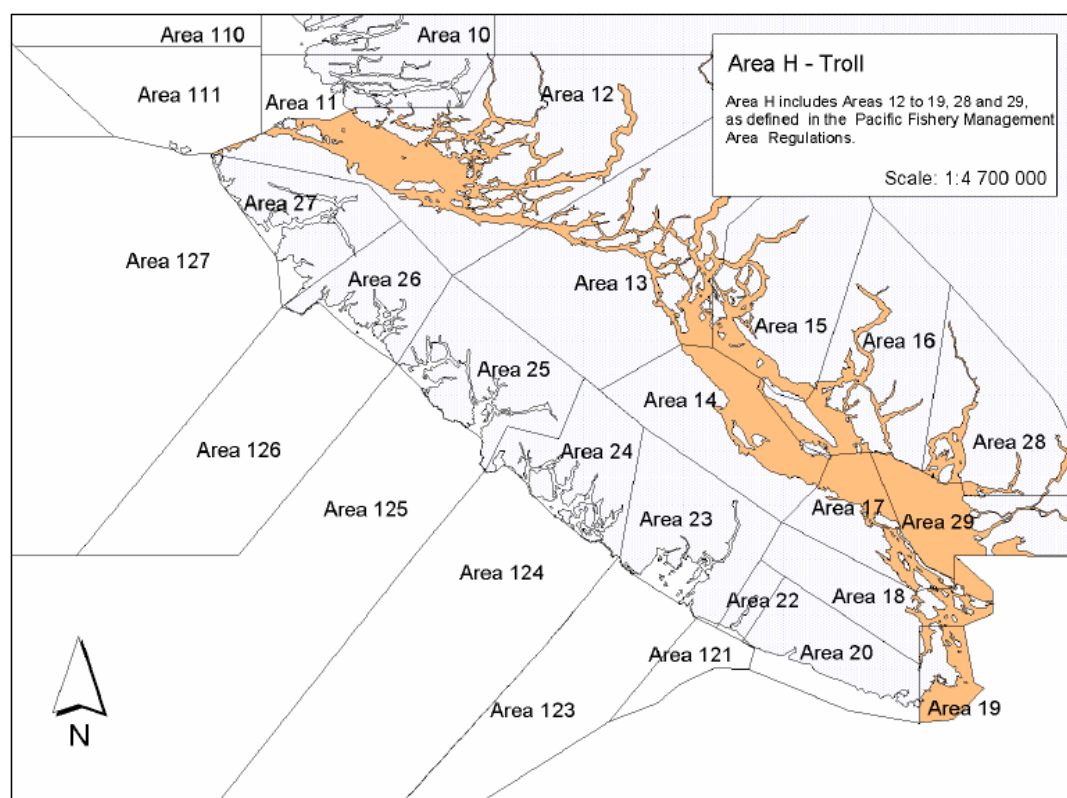 Area 110
Area 10
Area H - Troll
Area H includes Areas 12 to 19, 28 and 29,
as defined in the Pacific Fishery Management
Area Regulations.
Scale: 1:4 700 000
Area 111
Area 11
Area 12
Area 27
Area 127
Area 26
Area 13
Area 15
Area 16
Area 25
Area 14
Area 126
Area 24
Area 28
Area 125
Area 17
Area 23
Area 29
Area 124
Area 22
Area 18
Area 121
Area 20
Area 123
Area 19
N